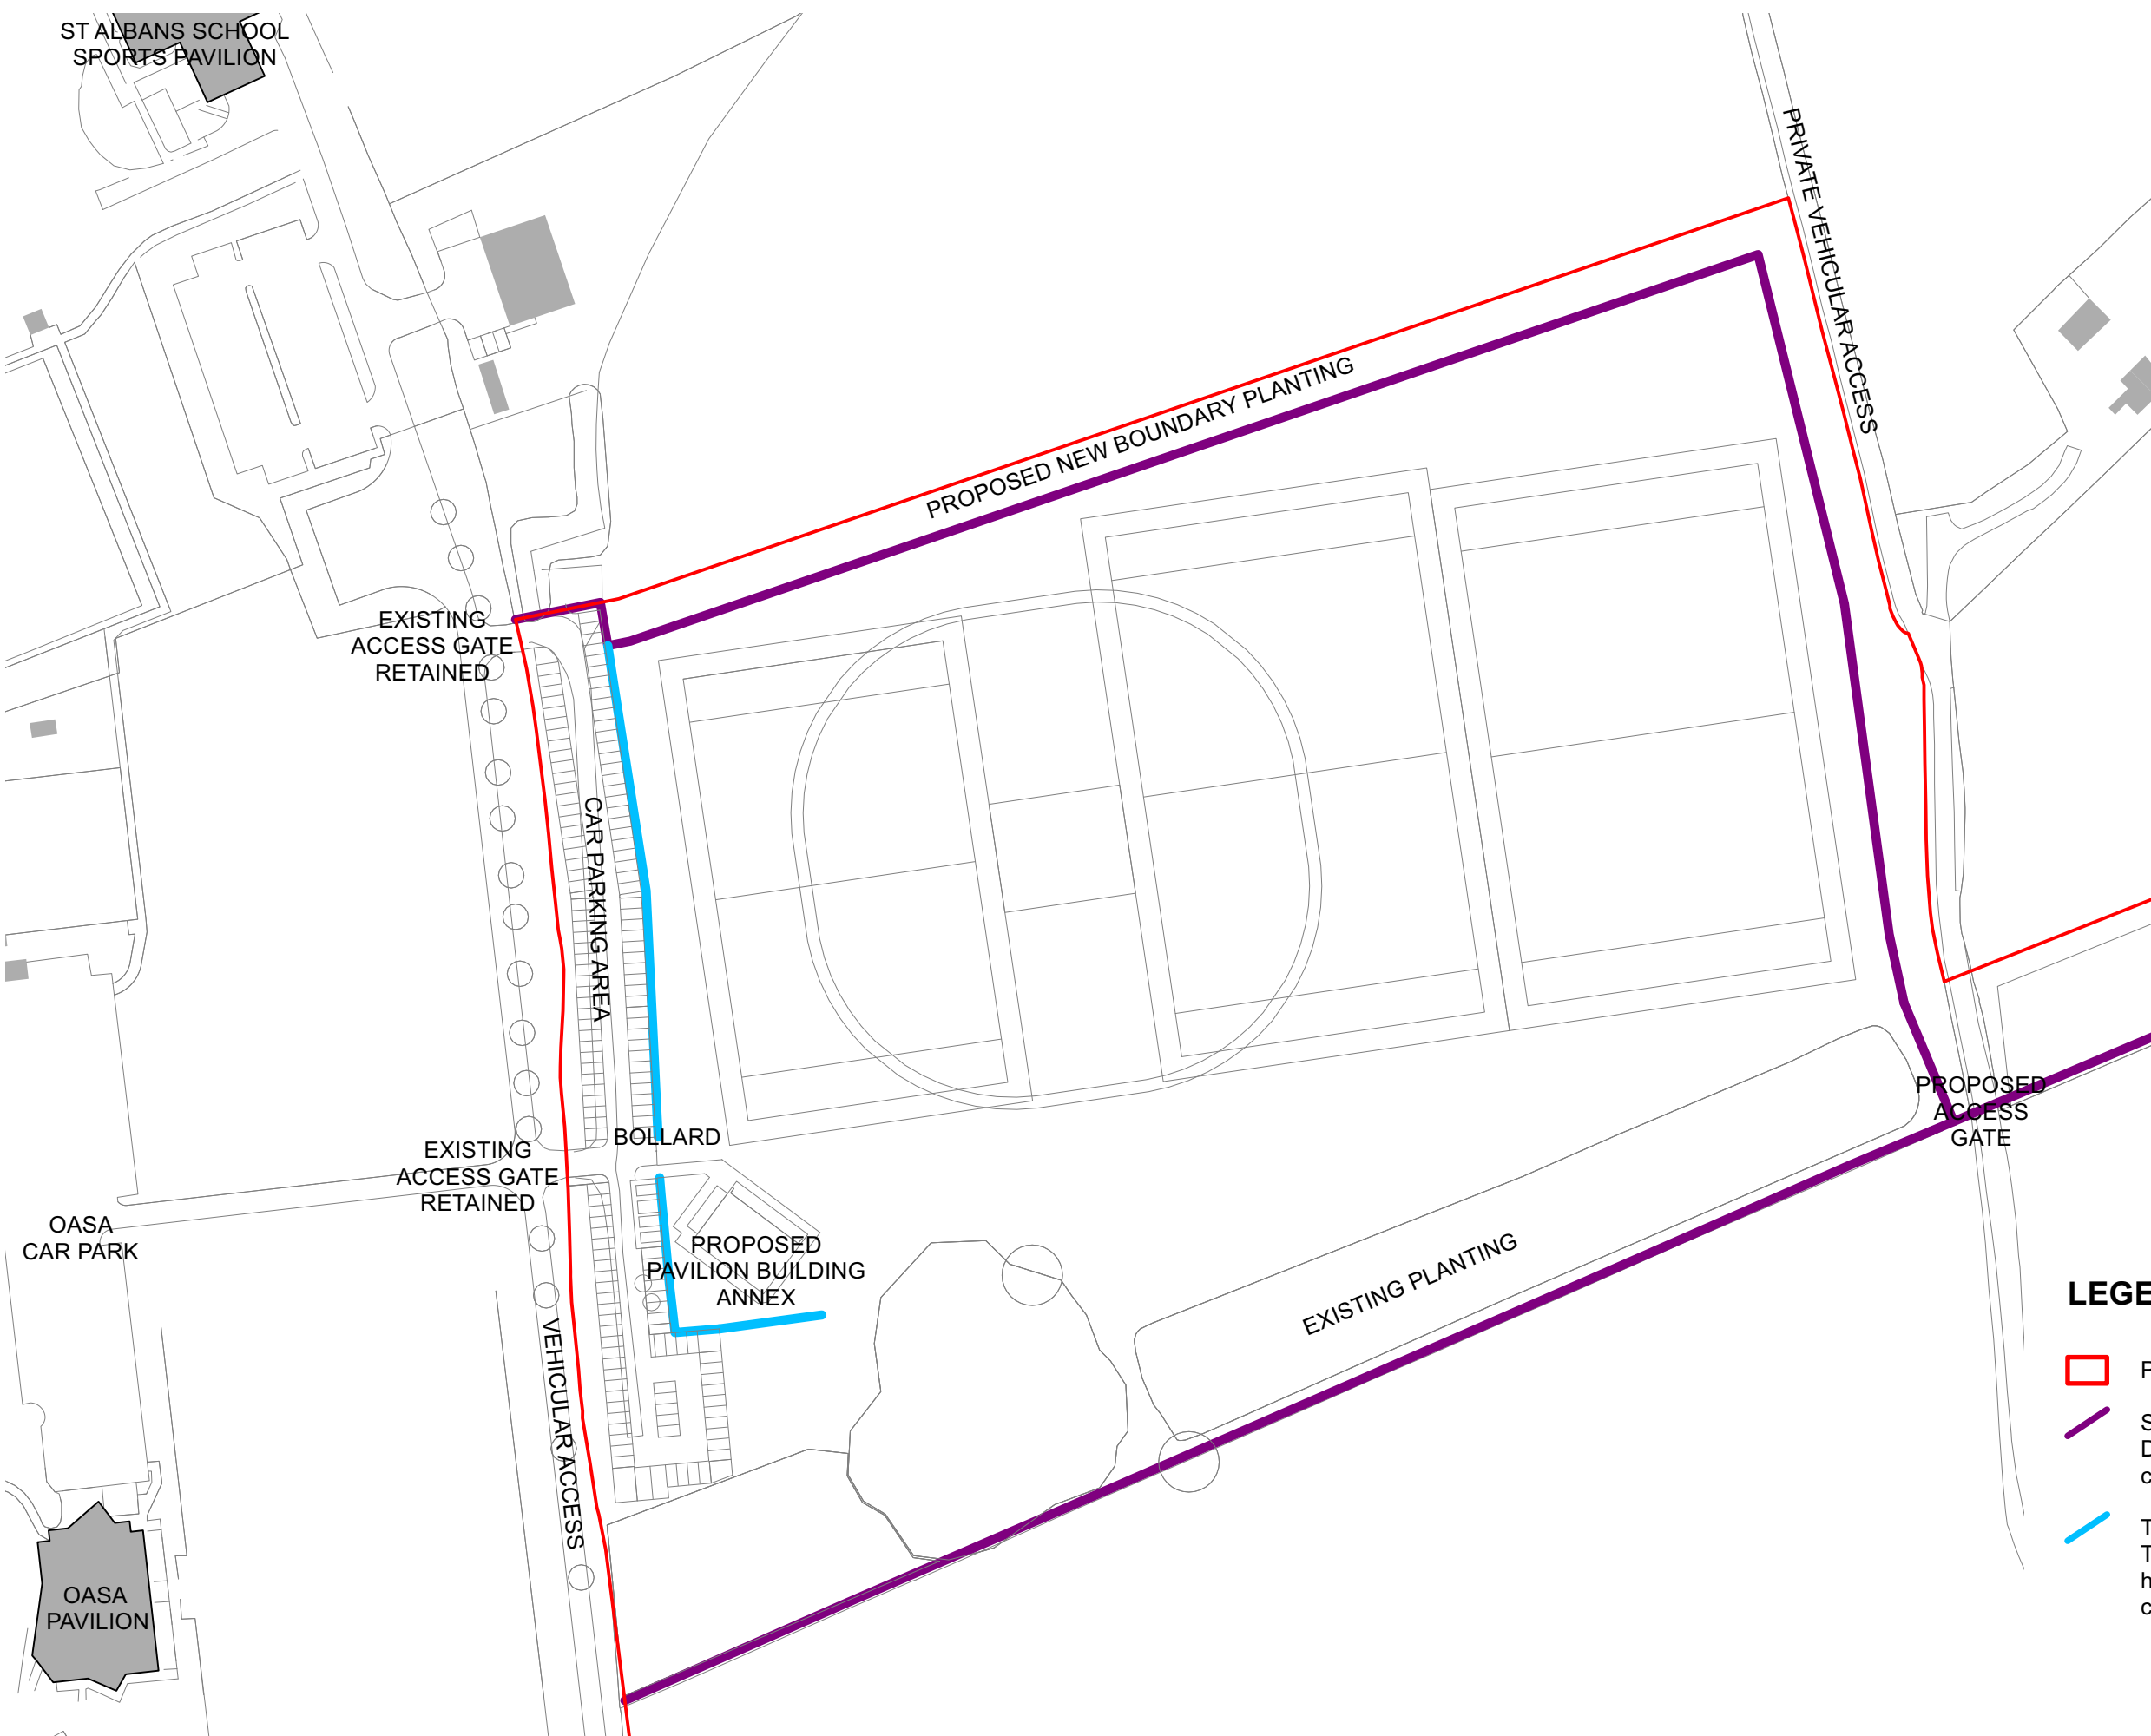 ST ALBANS SCHOOL
SPORTS PAVILION
PRIVATE VEHICULAR ACCESS
PROPOSED NEW BOUNDARY PLANTING
EXISTING
ACCESS GATE
RETAINED
CAR PARKING AREA
BOLLARD
EXISTING
ACCESS GATE
RETAINED
PROPOSED
ACCESS
GATE
OASA
CAR PARK
PROPOSED
PAVILION BUILDING
ANNEX
EXISTING PLANTING
VEHICULAR ACCESS
OASA
PAVILION